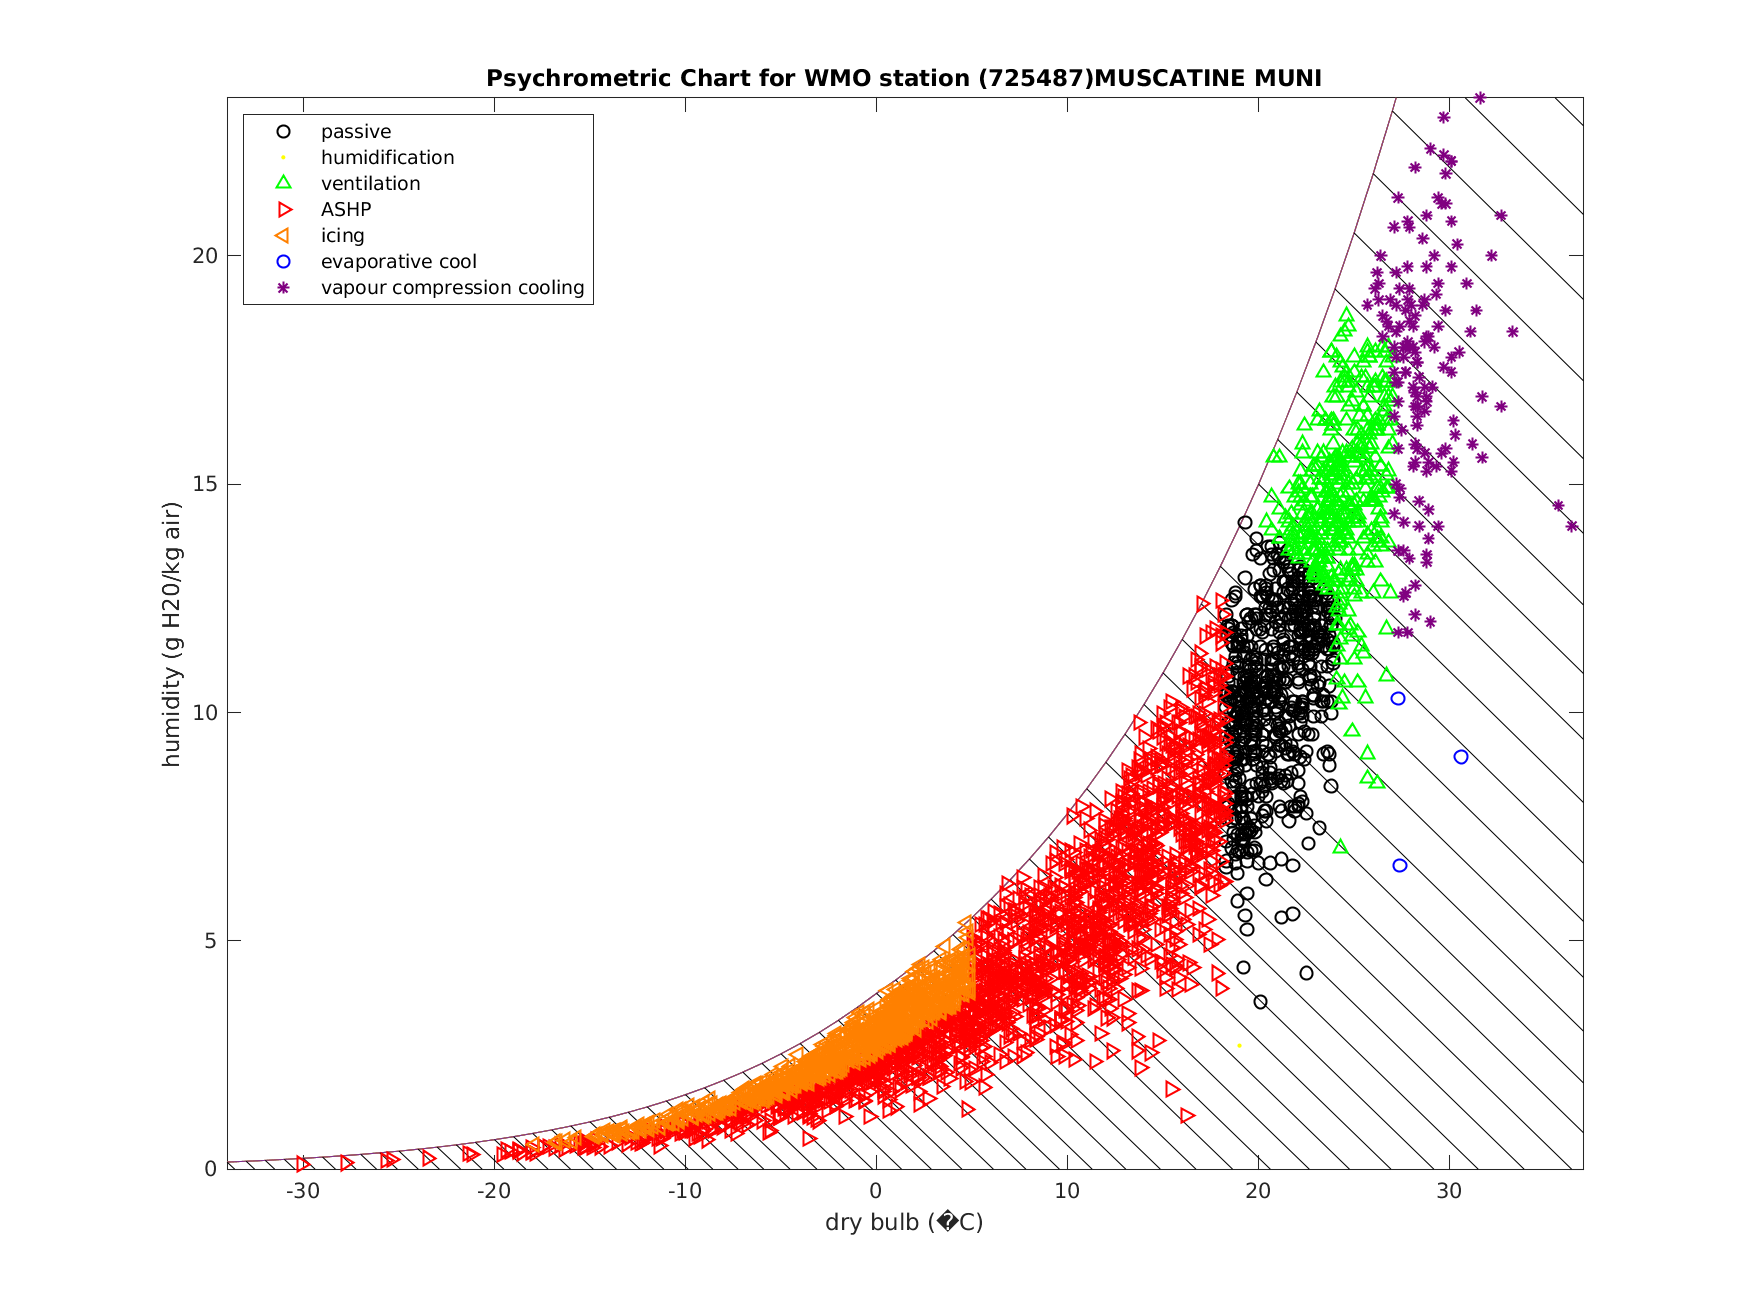 Psychrometric Chart for WMO station (725487)MUSCATINE MUNI
passive
humidification
ventilation
ASHP
icing
evaporative cool
vapour compression cooling
humidity (g H20/kg air)
20
15
10
5
0
-30 -20 -10 0 10 20 30
dry bulb (�C)